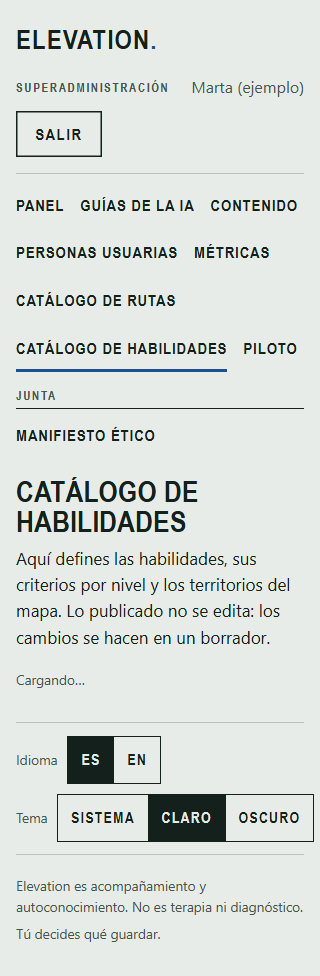 ELEVATION.
SUPERADMINISTRACIÓN Marta (ejemplo)
SALIR
PANEL GUÍAS DE LA IA CONTENIDO
PERSONAS USUARIAS MÉTRICAS
CATÁLOGO DE RUTAS
CATÁLOGO DE HABILIDADES PILOTO
JUNTA
MANIFIESTO ÉTICO
CATÁLOGO DE
HABILIDADES
Aquí defines las habilidades, sus
criterios por nivel y los territorios del
mapa. Lo publicado no se edita: los
cambios se hacen en un borrador.
Cargando...
Idioma ES EN
Tema SISTEMA CLARO OSCURO
Elevation es acompañamiento y
autoconocimiento. No es terapia ni diagnóstico.
Tú decides qué guardar.